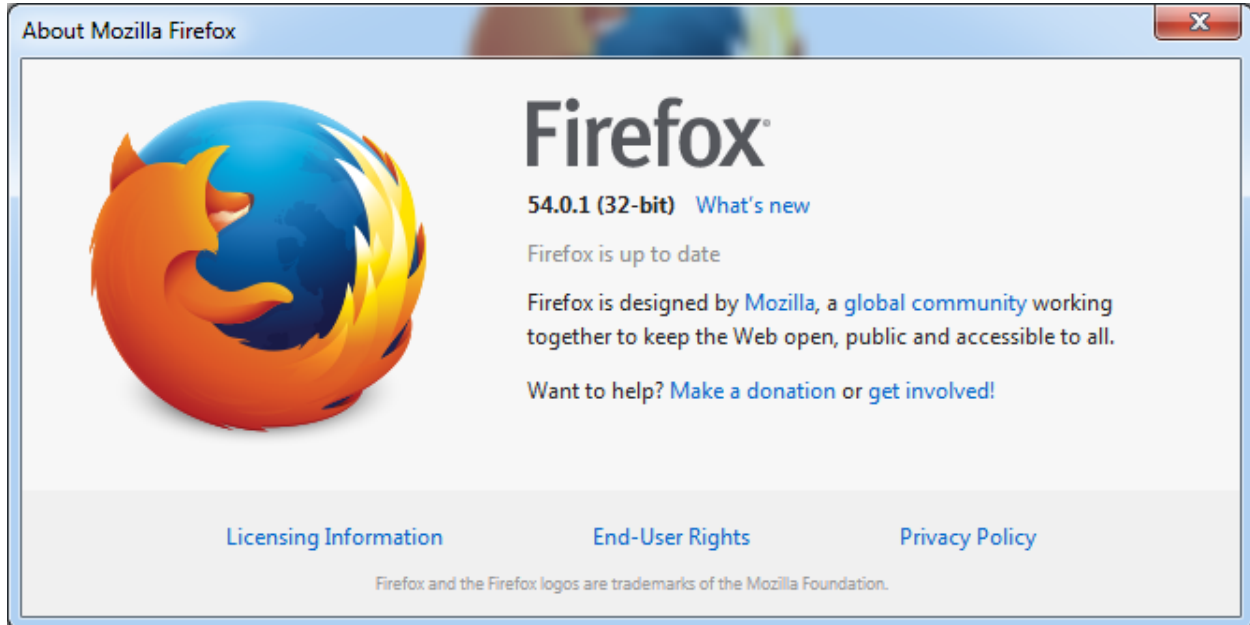 About Mozilla Firefox
Firefox
54.0.1 (32-bit) What's new
Firefox is up to date
Firefox is designed by Mozilla, a global community working
together to keep the Web open, public and accessible to all.
Want to help? Make a donation or get involved!
Licensing Information End-User Rights Privacy Policy
Firefox and the Firefox logos are trademarks of the Mozilla Foundation.